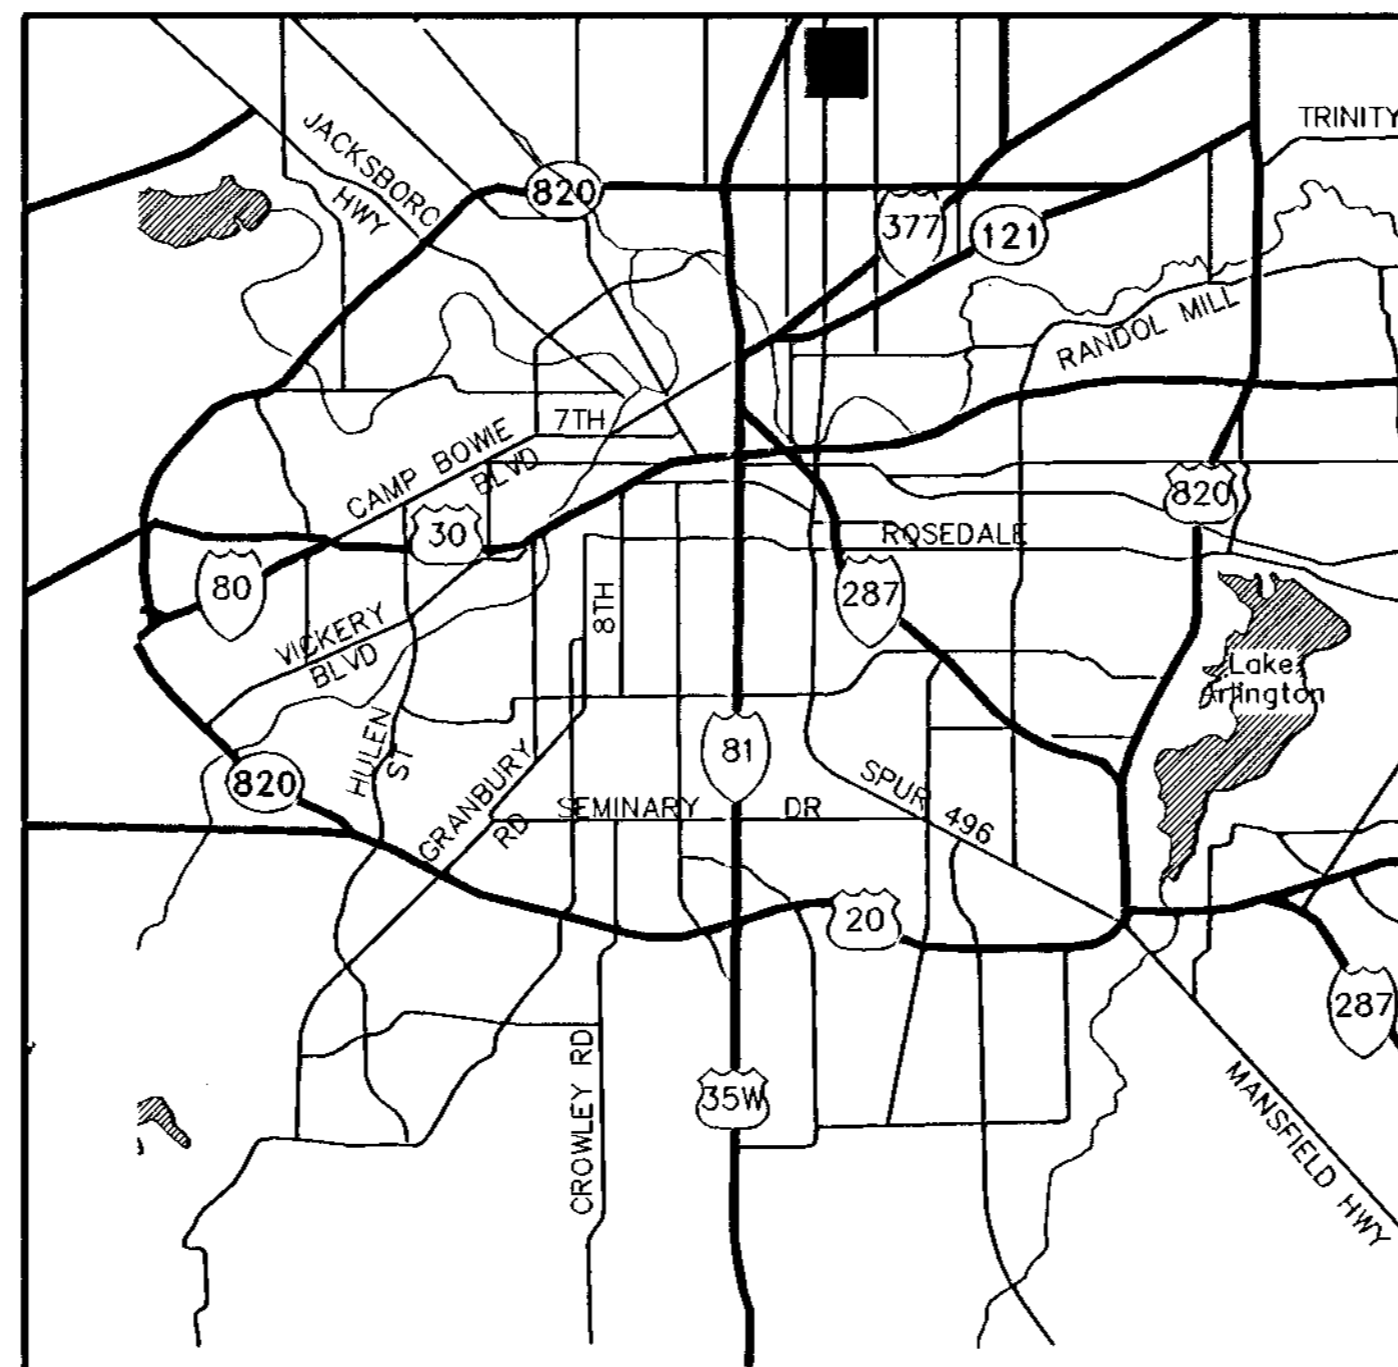 TRINITY
JACKSBORO
HWY
820
377
121
RANDOL MILL
7TH
CAMP BOWIE
BLVD
30
820
ROSEDALE
80
287
8TH
VICKERY
BLVD
Lake
Arlington
HULEN
ST
81
820
GRANBURY
RD
SEMINARY DR
SPUR 496
20
287
CROWLEY RD
35W
MANSFIELD HWY